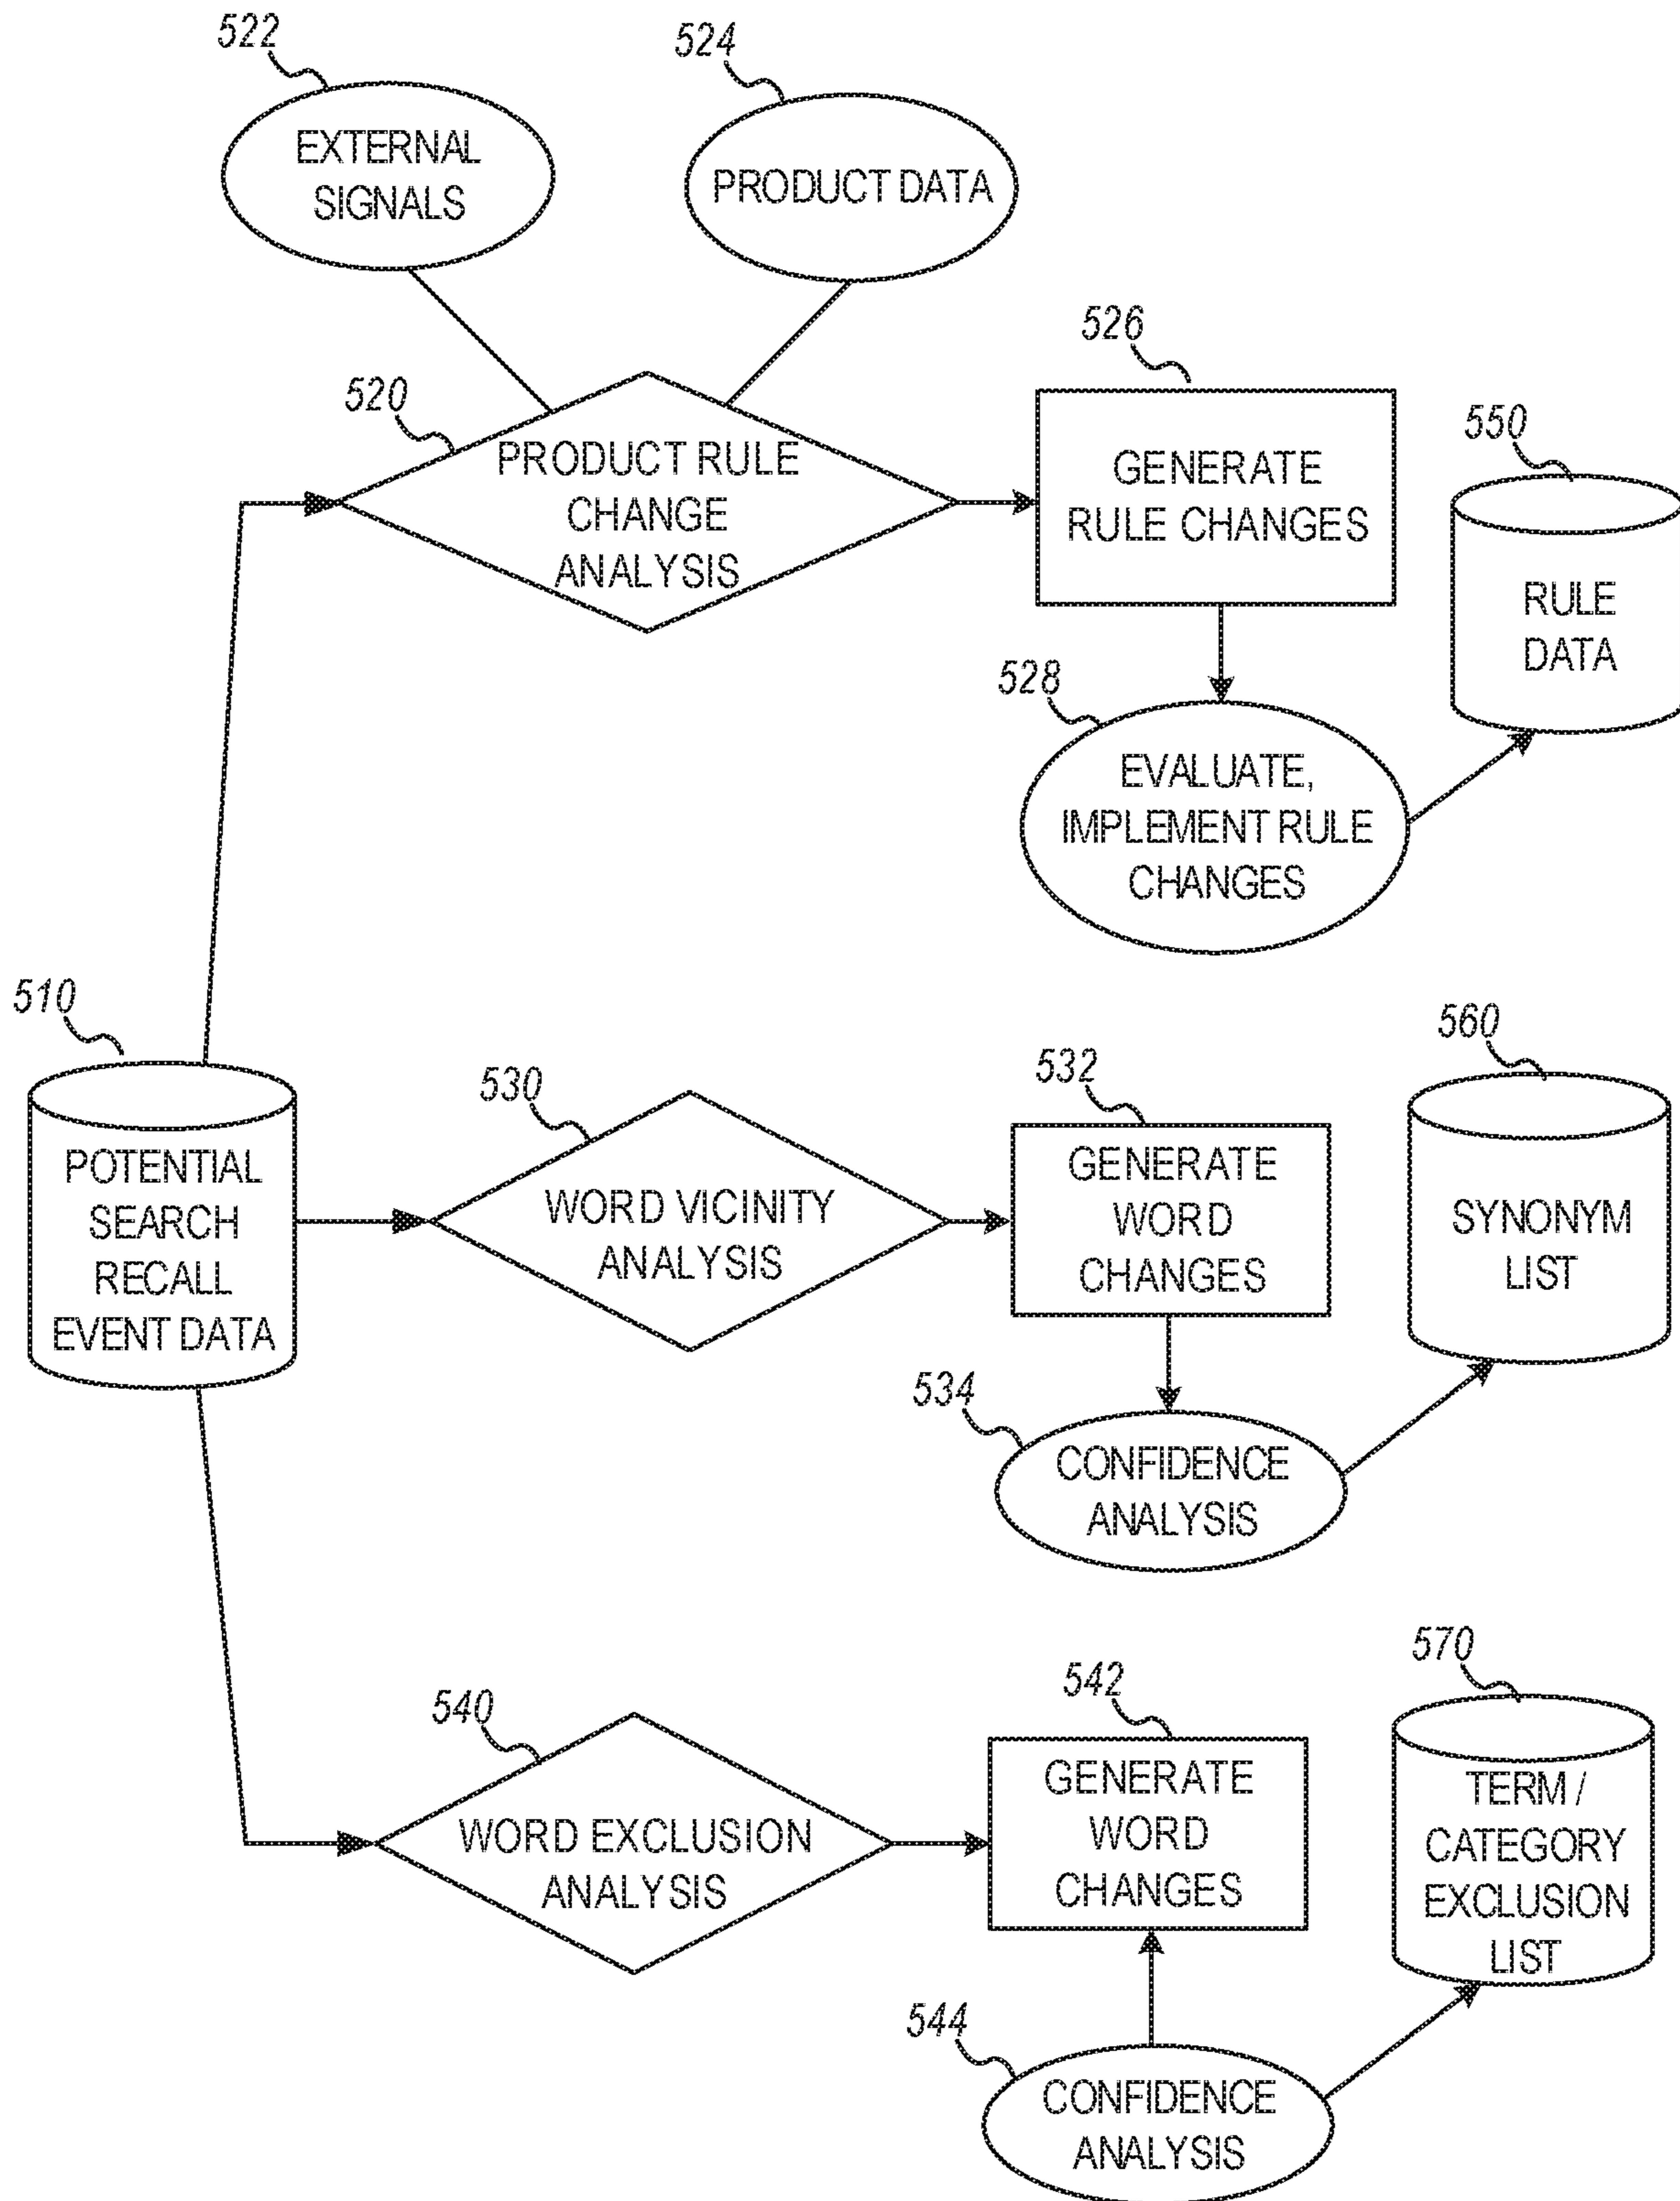 522
EXTERNAL
SIGNALS
524
PRODUCT DATA
520
PRODUCT RULE
CHANGE
ANALYSIS
526
GENERATE
RULE CHANGES
550
RULE
DATA
528
EVALUATE,
IMPLEMENT RULE
CHANGES
510
POTENTIAL
SEARCH
RECALL
EVENT DATA
530
WORD VICINITY
ANALYSIS
532
GENERATE
WORD
CHANGES
560
SYNONYM
LIST
534
CONFIDENCE
ANALYSIS
540
WORD EXCLUSION
ANALYSIS
542
GENERATE
WORD
CHANGES
570
TERM /
CATEGORY
EXCLUSION
LIST
544
CONFIDENCE
ANALYSIS